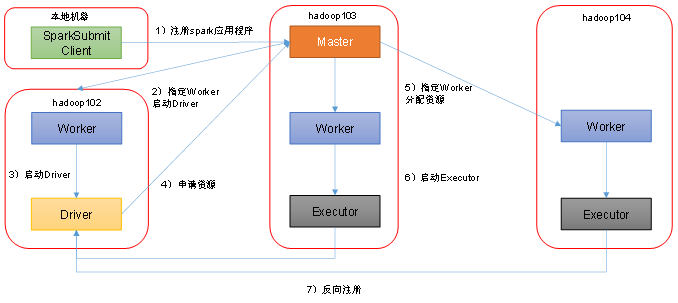 本地机器
SparkSubmit
Client
1）注册spark应用程序
hadoop103
Master
hadoop104
2）指定Worker
启动Driver
5）指定Worker
分配资源
hadoop102
Worker
Worker
Worker
3）启动Driver
4）申请资源
6）启动Executor
Driver
Executor
Executor
7）反向注册